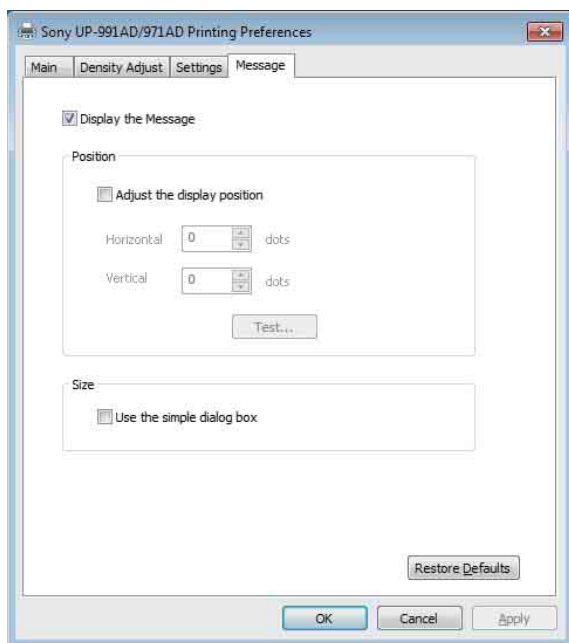 Sony UP-991AD/971AD Printing Preferences
Main Density Adjust Settings Message
Display the Message
Position
Adjust the display position
Horizontal 0 dots
Vertical 0 dots
Test...
Size
Use the simple dialog box
Restore Defaults
OK Cancel Apply